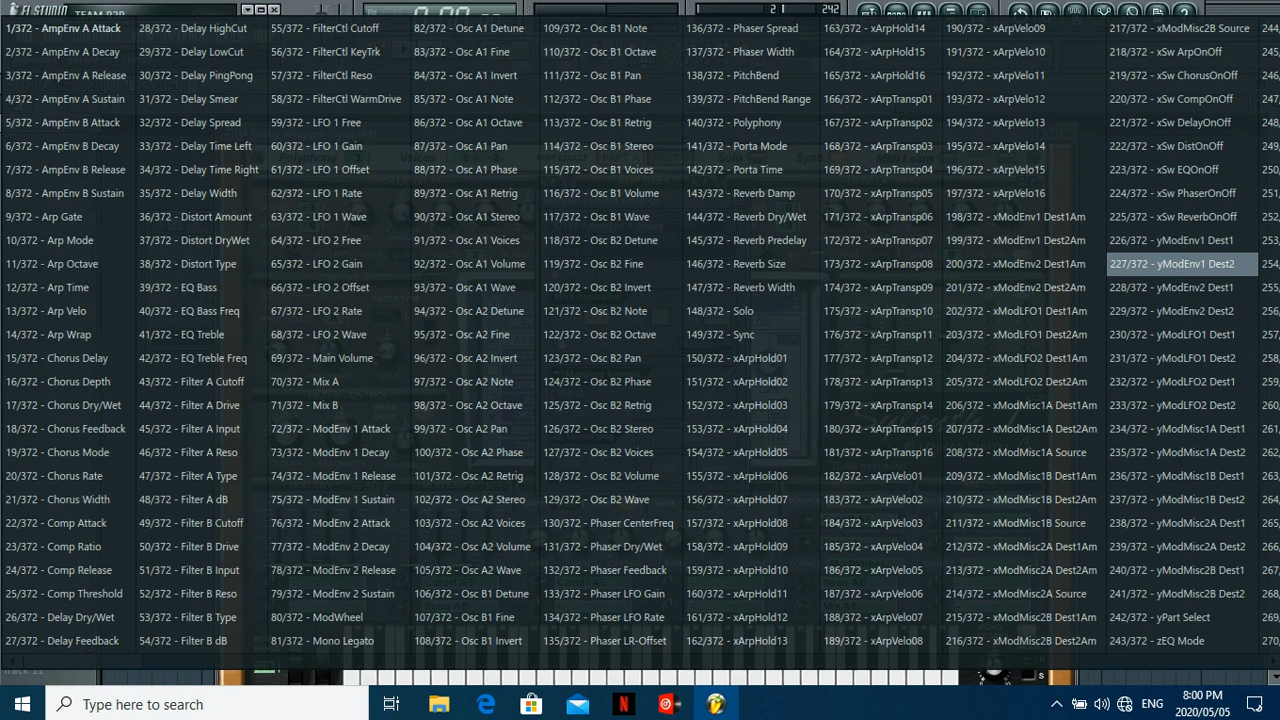 FL STUDIO TEAM R2R
21 242
1/372 - AmpEnv A Attack
2/372 - AmpEnv A Decay
3/372 - AmpEnv A Release
4/372 - AmpEnv A Sustain
5/372 - AmpEnv B Attack
6/372 - AmpEnv B Decay
7/372 - AmpEnv B Release
8/372 - AmpEnv B Sustain
9/372 - Arp Gate
10/372 - Arp Mode
11/372 - Arp Octave
12/372 - Arp Time
13/372 - Arp Velo
14/372 - Arp Wrap
15/372 - Chorus Delay
16/372 - Chorus Depth
17/372 - Chorus Dry/Wet
18/372 - Chorus Feedback
19/372 - Chorus Mode
20/372 - Chorus Rate
21/372 - Chorus Width
22/372 - Comp Attack
23/372 - Comp Ratio
24/372 - Comp Release
25/372 - Comp Threshold
26/372 - Delay Dry/Wet
27/372 - Delay Feedback
28/372 - Delay HighCut
29/372 - Delay LowCut
30/372 - Delay PingPong
31/372 - Delay Smear
32/372 - Delay Spread
33/372 - Delay Time Left
34/372 - Delay Time Right
35/372 - Delay Width
36/372 - Distort Amount
37/372 - Distort DryWet
38/372 - Distort Type
39/372 - EQ Bass
40/372 - EQ Bass Freq
41/372 - EQ Treble
42/372 - EQ Treble Freq
43/372 - Filter A Cutoff
44/372 - Filter A Drive
45/372 - Filter A Input
46/372 - Filter A Reso
47/372 - Filter A Type
48/372 - Filter A dB
49/372 - Filter B Cutoff
50/372 - Filter B Drive
51/372 - Filter B Input
52/372 - Filter B Reso
53/372 - Filter B Type
54/372 - Filter B dB
55/372 - FilterCtl Cutoff
56/372 - FilterCtl KeyTrk
57/372 - FilterCtl Reso
58/372 - FilterCtl WarmDrive
59/372 - LFO 1 Free
60/372 - LFO 1 Gain
61/372 - LFO 1 Offset
62/372 - LFO 1 Rate
63/372 - LFO 1 Wave
64/372 - LFO 2 Free
65/372 - LFO 2 Gain
66/372 - LFO 2 Offset
67/372 - LFO 2 Rate
68/372 - LFO 2 Wave
69/372 - Main Volume
70/372 - Mix A
71/372 - Mix B
72/372 - ModEnv 1 Attack
73/372 - ModEnv 1 Decay
74/372 - ModEnv 1 Release
75/372 - ModEnv 1 Sustain
76/372 - ModEnv 2 Attack
77/372 - ModEnv 2 Decay
78/372 - ModEnv 2 Release
79/372 - ModEnv 2 Sustain
80/372 - ModWheel
81/372 - Mono Legato
82/372 - Osc A1 Detune
83/372 - Osc A1 Fine
84/372 - Osc A1 Invert
85/372 - Osc A1 Note
86/372 - Osc A1 Octave
87/372 - Osc A1 Pan
88/372 - Osc A1 Phase
89/372 - Osc A1 Retrig
90/372 - Osc A1 Stereo
91/372 - Osc A1 Voices
92/372 - Osc A1 Volume
93/372 - Osc A1 Wave
94/372 - Osc A2 Detune
95/372 - Osc A2 Fine
96/372 - Osc A2 Invert
97/372 - Osc A2 Note
98/372 - Osc A2 Octave
99/372 - Osc A2 Pan
100/372 - Osc A2 Phase
101/372 - Osc A2 Retrig
102/372 - Osc A2 Stereo
103/372 - Osc A2 Voices
104/372 - Osc A2 Volume
105/372 - Osc A2 Wave
106/372 - Osc B1 Detune
107/372 - Osc B1 Fine
108/372 - Osc B1 Invert
109/372 - Osc B1 Note
110/372 - Osc B1 Octave
111/372 - Osc B1 Pan
112/372 - Osc B1 Phase
113/372 - Osc B1 Retrig
114/372 - Osc B1 Stereo
115/372 - Osc B1 Voices
116/372 - Osc B1 Volume
117/372 - Osc B1 Wave
118/372 - Osc B2 Detune
119/372 - Osc B2 Fine
120/372 - Osc B2 Invert
121/372 - Osc B2 Note
122/372 - Osc B2 Octave
123/372 - Osc B2 Pan
124/372 - Osc B2 Phase
125/372 - Osc B2 Retrig
126/372 - Osc B2 Stereo
127/372 - Osc B2 Voices
128/372 - Osc B2 Volume
129/372 - Osc B2 Wave
130/372 - Phaser CenterFreq
131/372 - Phaser Dry/Wet
132/372 - Phaser Feedback
133/372 - Phaser LFO Gain
134/372 - Phaser LFO Rate
135/372 - Phaser LR-Offset
136/372 - Phaser Spread
137/372 - Phaser Width
138/372 - PitchBend
139/372 - PitchBend Range
140/372 - Polyphony
141/372 - Porta Mode
142/372 - Porta Time
143/372 - Reverb Damp
144/372 - Reverb Dry/Wet
145/372 - Reverb Predelay
146/372 - Reverb Size
147/372 - Reverb Width
148/372 - Solo
149/372 - Sync
150/372 - xArpHold01
151/372 - xArpHold02
152/372 - xArpHold03
153/372 - xArpHold04
154/372 - xArpHold05
155/372 - xArpHold06
156/372 - xArpHold07
157/372 - xArpHold08
158/372 - xArpHold09
159/372 - xArpHold10
160/372 - xArpHold11
161/372 - xArpHold12
162/372 - xArpHold13
163/372 - xArpHold14
164/372 - xArpHold15
165/372 - xArpHold16
166/372 - xArpTransp01
167/372 - xArpTransp02
168/372 - xArpTransp03
169/372 - xArpTransp04
170/372 - xArpTransp05
171/372 - xArpTransp06
172/372 - xArpTransp07
173/372 - xArpTransp08
174/372 - xArpTransp09
175/372 - xArpTransp10
176/372 - xArpTransp11
177/372 - xArpTransp12
178/372 - xArpTransp13
179/372 - xArpTransp14
180/372 - xArpTransp15
181/372 - xArpTransp16
182/372 - xArpVelo01
183/372 - xArpVelo02
184/372 - xArpVelo03
185/372 - xArpVelo04
186/372 - xArpVelo05
187/372 - xArpVelo06
188/372 - xArpVelo07
189/372 - xArpVelo08
190/372 - xArpVelo09
191/372 - xArpVelo10
192/372 - xArpVelo11
193/372 - xArpVelo12
194/372 - xArpVelo13
195/372 - xArpVelo14
196/372 - xArpVelo15
197/372 - xArpVelo16
198/372 - xModEnv1 Dest1Am
199/372 - xModEnv1 Dest2Am
200/372 - xModEnv2 Dest1Am
201/372 - xModEnv2 Dest2Am
202/372 - xModLFO1 Dest1Am
203/372 - xModLFO1 Dest2Am
204/372 - xModLFO2 Dest1Am
205/372 - xModLFO2 Dest2Am
206/372 - xModMisc1A Dest1Am
207/372 - xModMisc1A Dest2Am
208/372 - xModMisc1A Source
209/372 - xModMisc1B Dest1Am
210/372 - xModMisc1B Dest2Am
211/372 - xModMisc1B Source
212/372 - xModMisc2A Dest1Am
213/372 - xModMisc2A Dest2Am
214/372 - xModMisc2A Source
215/372 - xModMisc2B Dest1Am
216/372 - xModMisc2B Dest2Am
217/372 - xModMisc2B Source
218/372 - xSw ArpOnOff
219/372 - xSw ChorusOnOff
220/372 - xSw CompOnOff
221/372 - xSw DelayOnOff
222/372 - xSw DistOnOff
223/372 - xSw EQOnOff
224/372 - xSw PhaserOnOff
225/372 - xSw ReverbOnOff
226/372 - yModEnv1 Dest1
227/372 - yModEnv1 Dest2
228/372 - yModEnv2 Dest1
229/372 - yModEnv2 Dest2
230/372 - yModLFO1 Dest1
231/372 - yModLFO1 Dest2
232/372 - yModLFO2 Dest1
233/372 - yModLFO2 Dest2
234/372 - yModMisc1A Dest1
235/372 - yModMisc1A Dest2
236/372 - yModMisc1B Dest1
237/372 - yModMisc1B Dest2
238/372 - yModMisc2A Dest1
239/372 - yModMisc2A Dest2
240/372 - yModMisc2B Dest1
241/372 - yModMisc2B Dest2
242/372 - yPart Select
243/372 - zEQ Mode
Type here to search
ENG
8:00 PM
2020/05/05